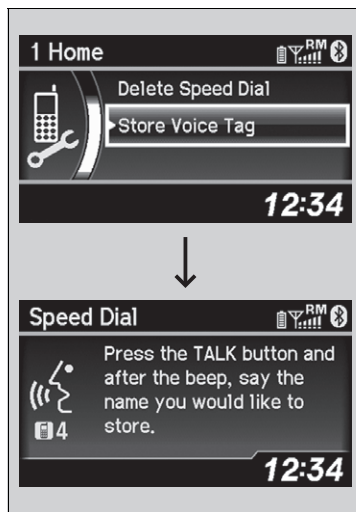 1 Home
RM
Delete Speed Dial
Store Voice Tag
12:34
Speed Dial
RM
Press the TALK button and
after the beep, say the
name you would like to
4
store.
12:34